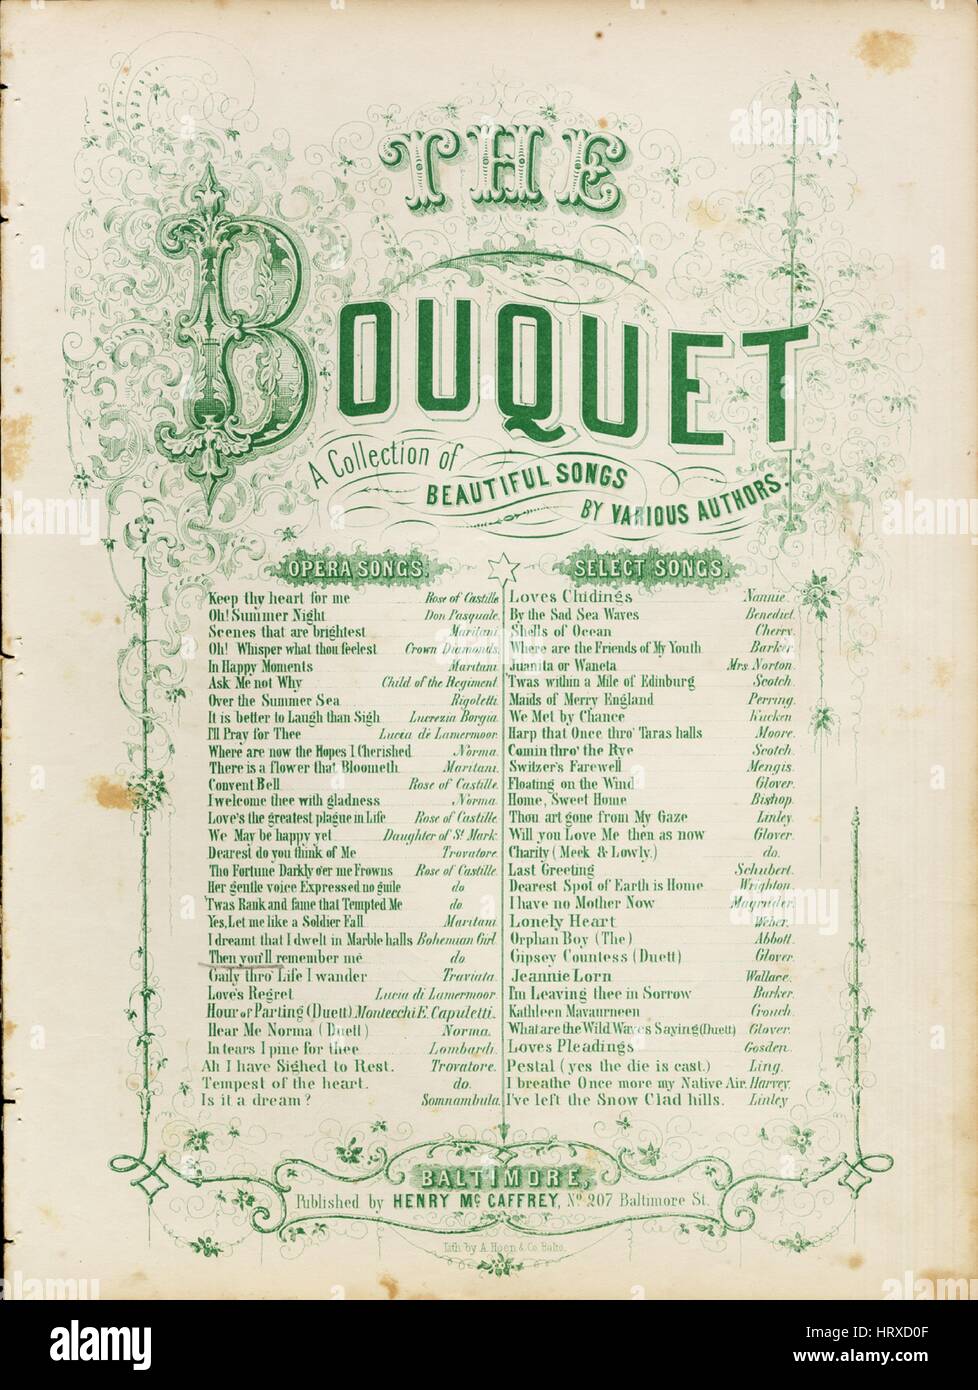 THE
BOUQUET
A Collection of
BEAUTIFUL SONGS
BY VARIOUS AUTHORS.
OPERA SONGS.
Keep thy heart for me Rose of Castille
Oh! Summer Night Don Pasquale.
Scenes that are brightest Maritani.
Oh! Whisper what thou feelest Crown Diamonds.
In Happy Moments Maritani.
Ask Me not Why Child of the Regiment
Over the Summer Sea Rigoletti.
It is better to Laugh than Sigh Lucrezia Borgia.
I'll Pray for Thee Lucia de Lamermoor.
Where are now the Hopes I Cherished Norma.
There is a flower that Bloometh Maritani.
Convent Bell Rose of Castille.
I welcome thee with gladness Norma.
Love's the greatest plague in Life Rose of Castille.
We May be happy yet Daughter of St Mark.
Dearest do you think of Me Trovatore.
Tho Fortune Darkly o'er me Frowns Rose of Castille.
Her gentle voice Expressed no guile do
'Twas Rank and fame that Tempted Me do
Yes, Let me like a Soldier Fall Maritani.
I dreamt that I dwelt in Marble halls Bohemian Girl.
Then you'll remember me do
Gaily thro' Life I wander Traviata.
Love's Regret Lucia di Lamermoor.
Hour of Parting (Duett) Montecchi E. Capuletti.
Hear Me Norma (Duett) Norma.
In tears I pine for thee Lombardi.
Ah I have Sighed to Rest. Trovatore.
Tempest of the heart. do.
Is it a dream? Somnambula.
SELECT SONGS.
Loves Chidings Nannie.
By the Sad Sea Waves Benedict.
Shells of Ocean Cherry.
Where are the Friends of My Youth Barker
Juanita or Waneta Mrs Norton.
'Twas within a Mile of Edinburg Scotch.
Maids of Merry England Perring.
We Met by Chance Kucken
Harp that Once thro' Taras halls Moore.
Comin thro' the Rye Scotch.
Switzer's Farewell Mengis.
Floating on the Wind Glover.
Home, Sweet Home Bishop.
Thou art gone from My Gaze Linley
Will you Love Me then as now Glover.
Charity (Meek & Lowly.) do.
Last Greeting Schubert.
Dearest Spot of Earth is Home Wrighton.
I have no Mother Now Magruder.
Lonely Heart Weber.
Orphan Boy (The) Abbott.
Gipsey Countess (Duett) Glover.
Jeannie Lorn Wallace.
I'm Leaving thee in Sorrow Barker.
Kathleen Mavaurneen Crouch.
What are the Wild Waves Saying (Duett) Glover.
Loves Pleadings Gosden.
Pestal (yes the die is cast.) Ling.
I breathe Once more my Native Air. Harvey.
I've left the Snow Clad hills. Linley
BALTIMORE,
Published by HENRY Mc CAFFREY, No 207 Baltimore St.
Lith. by A. Hoen & Co. Balto.
alamy stock photo
alamy
HRXD0F
www.alamy.com